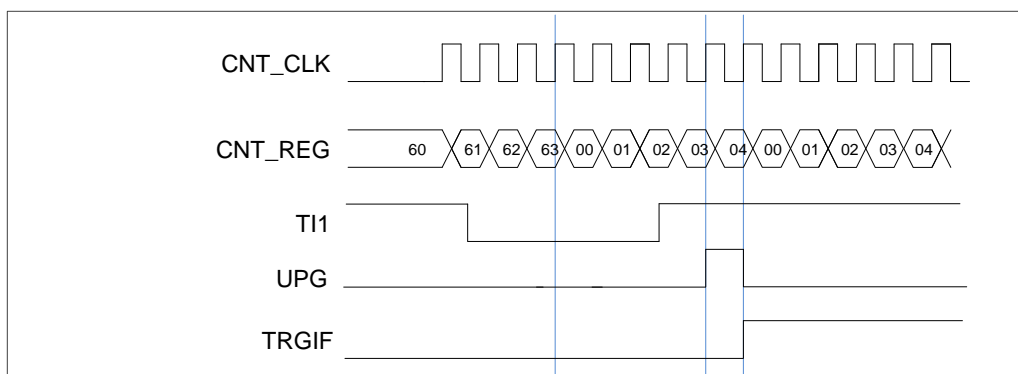 CNT_CLK
CNT_REG 60 61 62 63 00 01 02 03 04 00 01 02 03 04
TI1
UPG
TRGIF